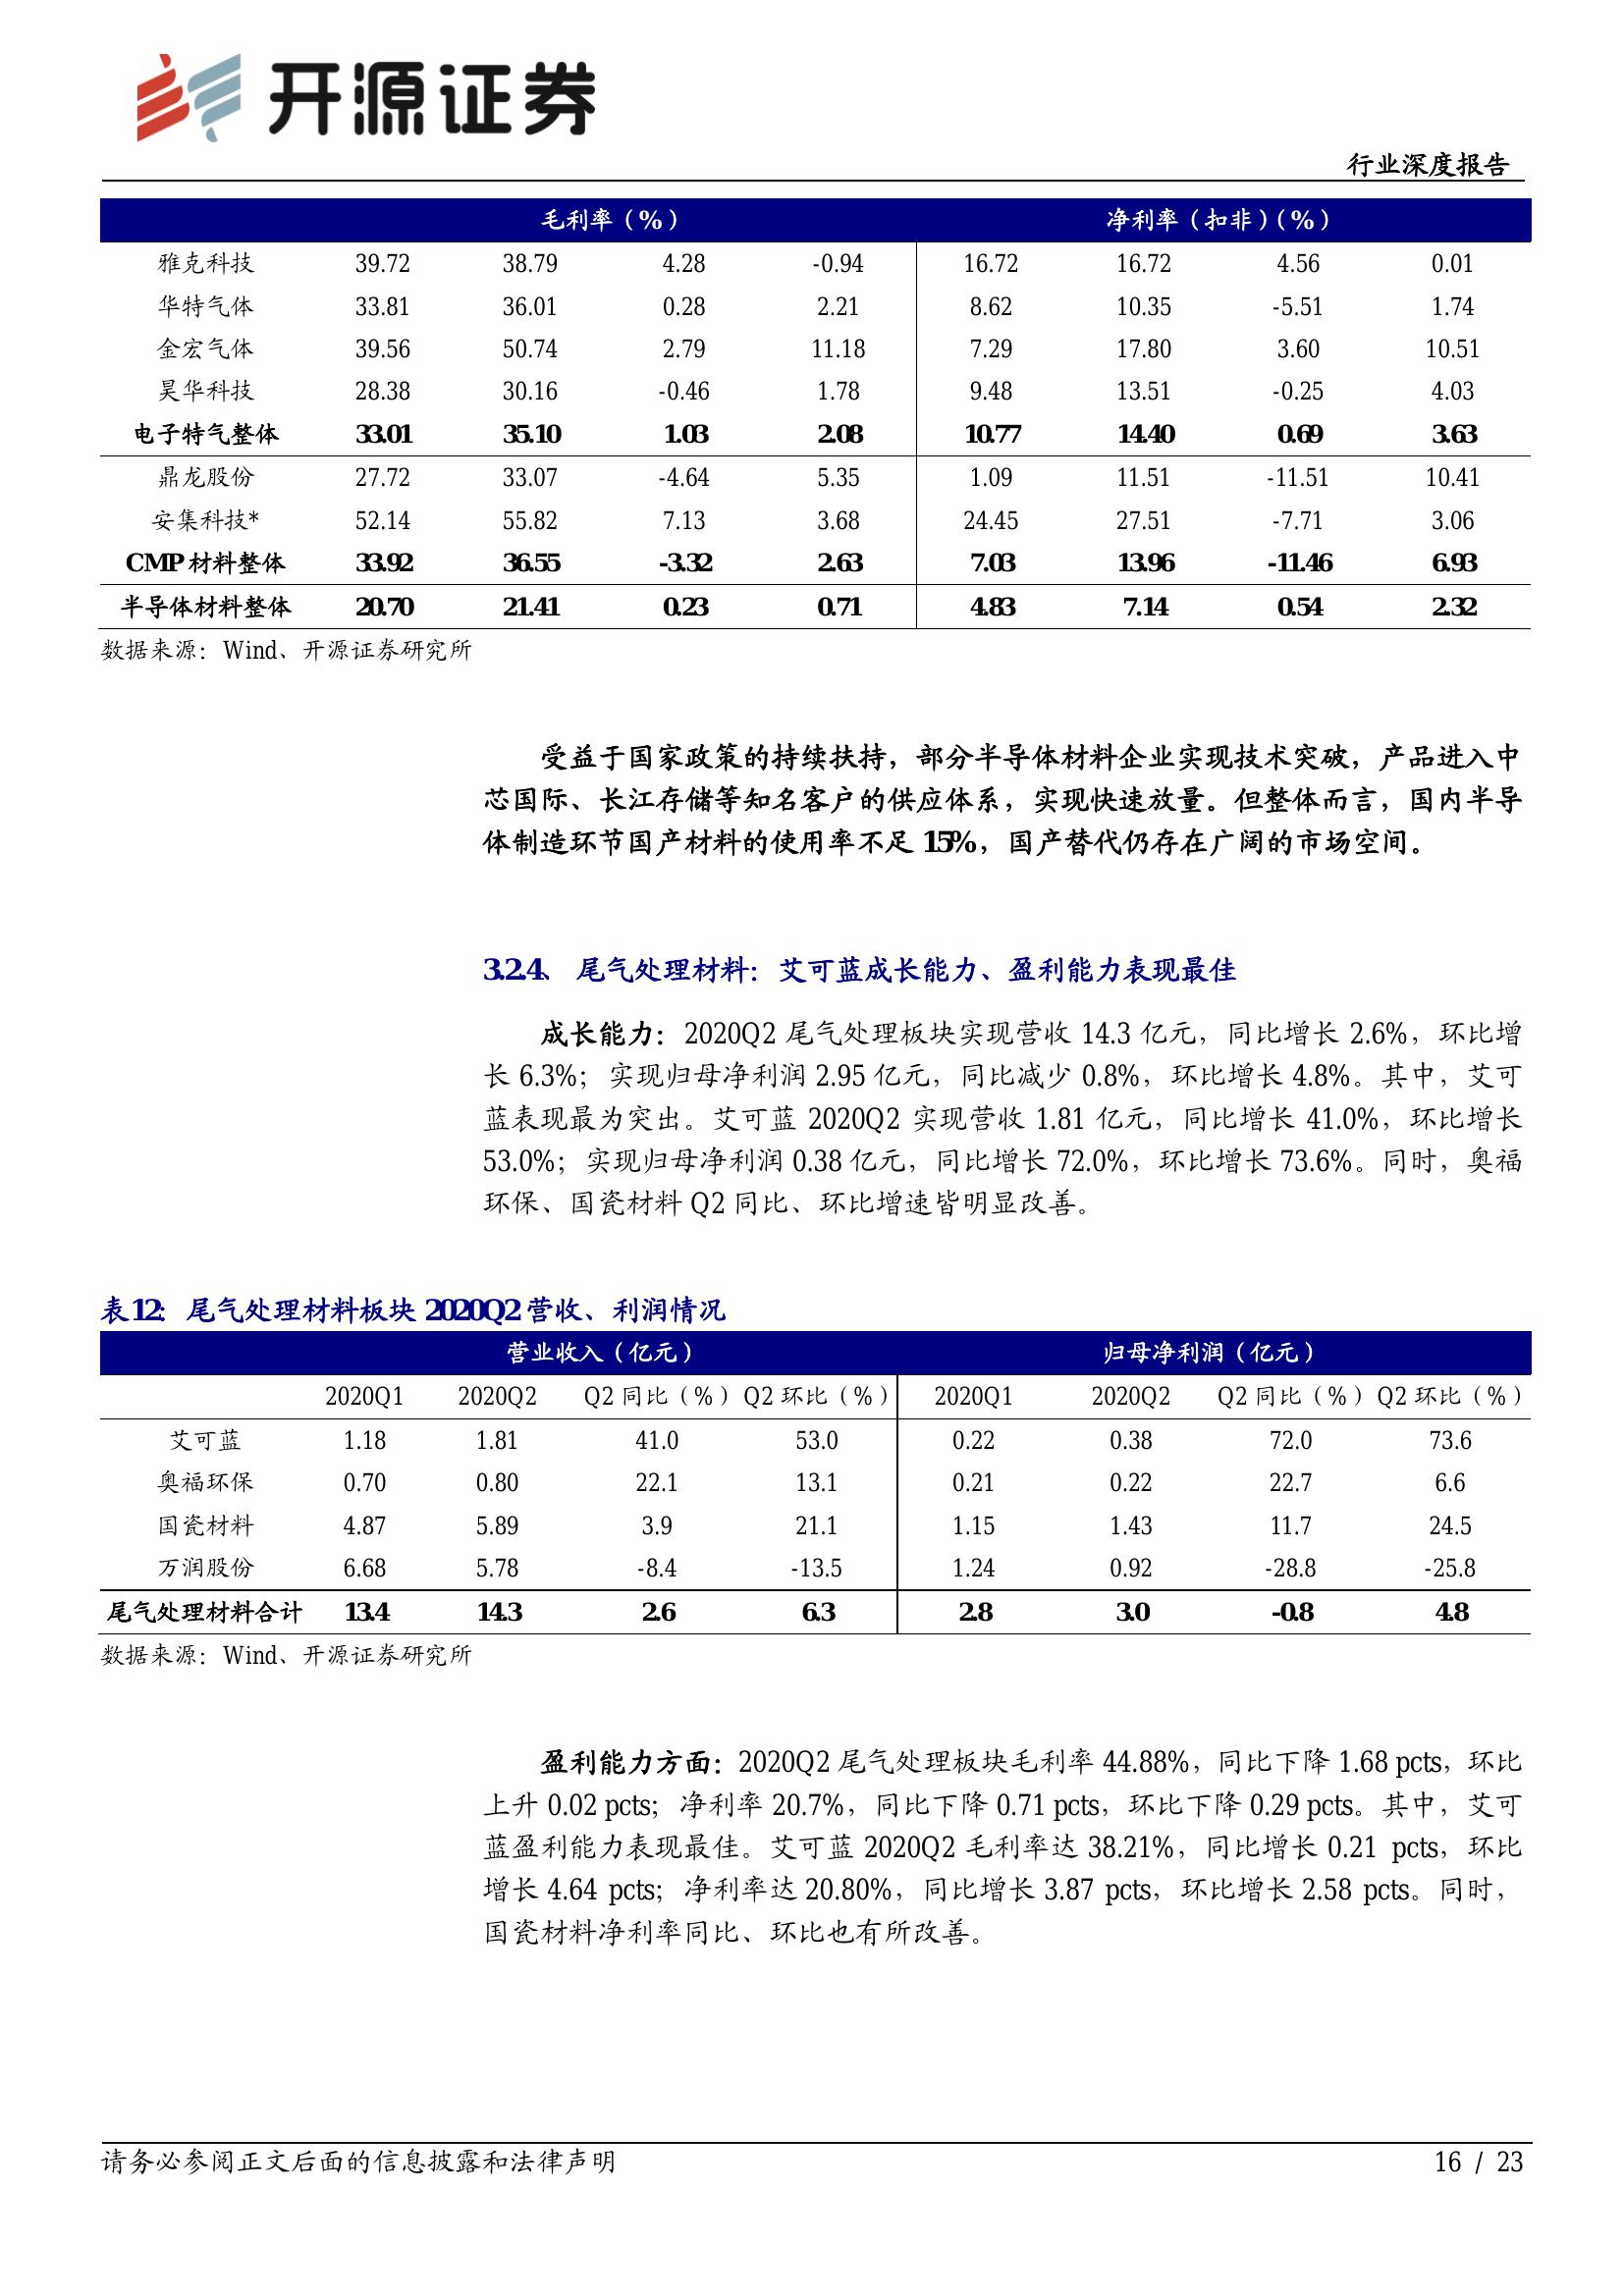 开源证券
行业深度报告
毛利率（%） 净利率（扣非）（%）
雅克科技 39.72 38.79 4.28 -0.94 16.72 16.72 4.56 0.01
华特气体 33.81 36.01 0.28 2.21 8.62 10.35 -5.51 1.74
金宏气体 39.56 50.74 2.79 11.18 7.29 17.80 3.60 10.51
昊华科技 28.38 30.16 -0.46 1.78 9.48 13.51 -0.25 4.03
电子特气整体 33.01 35.10 1.03 2.08 10.77 14.40 0.69 3.63
鼎龙股份 27.72 33.07 -4.64 5.35 1.09 11.51 -11.51 10.41
安集科技* 52.14 55.82 7.13 3.68 24.45 27.51 -7.71 3.06
CMP 材料整体 33.92 36.55 -3.32 2.63 7.03 13.96 -11.46 6.93
半导体材料整体 20.70 21.41 0.23 0.71 4.83 7.14 0.54 2.32
数据来源：Wind、开源证券研究所
受益于国家政策的持续扶持，部分半导体材料企业实现技术突破，产品进入中
芯国际、长江存储等知名客户的供应体系，实现快速放量。但整体而言，国内半导
体制造环节国产材料的使用率不足 15%，国产替代仍存在广阔的市场空间。
3.2.4、 尾气处理材料：艾可蓝成长能力、盈利能力表现最佳
成长能力：2020Q2 尾气处理板块实现营收 14.3 亿元，同比增长 2.6%，环比增
长 6.3%；实现归母净利润 2.95 亿元，同比减少 0.8%，环比增长 4.8%。其中，艾可
蓝表现最为突出。艾可蓝 2020Q2 实现营收 1.81 亿元，同比增长 41.0%，环比增长
53.0%；实现归母净利润 0.38 亿元，同比增长 72.0%，环比增长 73.6%。同时，奥福
环保、国瓷材料 Q2 同比、环比增速皆明显改善。
表12：尾气处理材料板块 2020Q2 营收、利润情况
营业收入（亿元） 归母净利润（亿元）
2020Q1 2020Q2 Q2 同比（%） Q2 环比（%） 2020Q1 2020Q2 Q2 同比（%） Q2 环比（%）
艾可蓝 1.18 1.81 41.0 53.0 0.22 0.38 72.0 73.6
奥福环保 0.70 0.80 22.1 13.1 0.21 0.22 22.7 6.6
国瓷材料 4.87 5.89 3.9 21.1 1.15 1.43 11.7 24.5
万润股份 6.68 5.78 -8.4 -13.5 1.24 0.92 -28.8 -25.8
尾气处理材料合计 13.4 14.3 2.6 6.3 2.8 3.0 -0.8 4.8
数据来源：Wind、开源证券研究所
盈利能力方面：2020Q2 尾气处理板块毛利率 44.88%，同比下降 1.68 pcts，环比
上升 0.02 pcts；净利率 20.7%，同比下降 0.71 pcts，环比下降 0.29 pcts。其中，艾可
蓝盈利能力表现最佳。艾可蓝 2020Q2 毛利率达 38.21%，同比增长 0.21 pcts，环比
增长 4.64 pcts；净利率达 20.80%，同比增长 3.87 pcts，环比增长 2.58 pcts。同时，
国瓷材料净利率同比、环比也有所改善。
请务必参阅正文后面的信息披露和法律声明 16 / 23